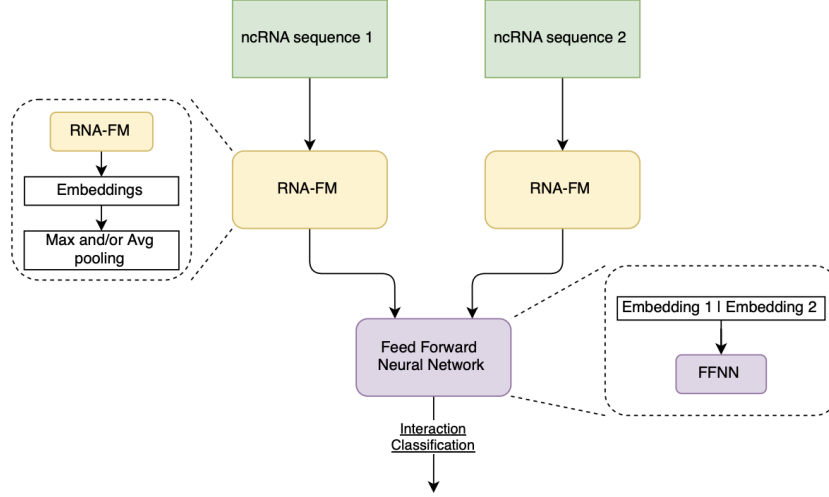 ncRNA sequence 1
ncRNA sequence 2
RNA-FM
Embeddings
Max and/or Avg
pooling
RNA-FM
RNA-FM
Embedding 1 | Embedding 2
FFNN
Feed Forward
Neural Network
Interaction
Classification